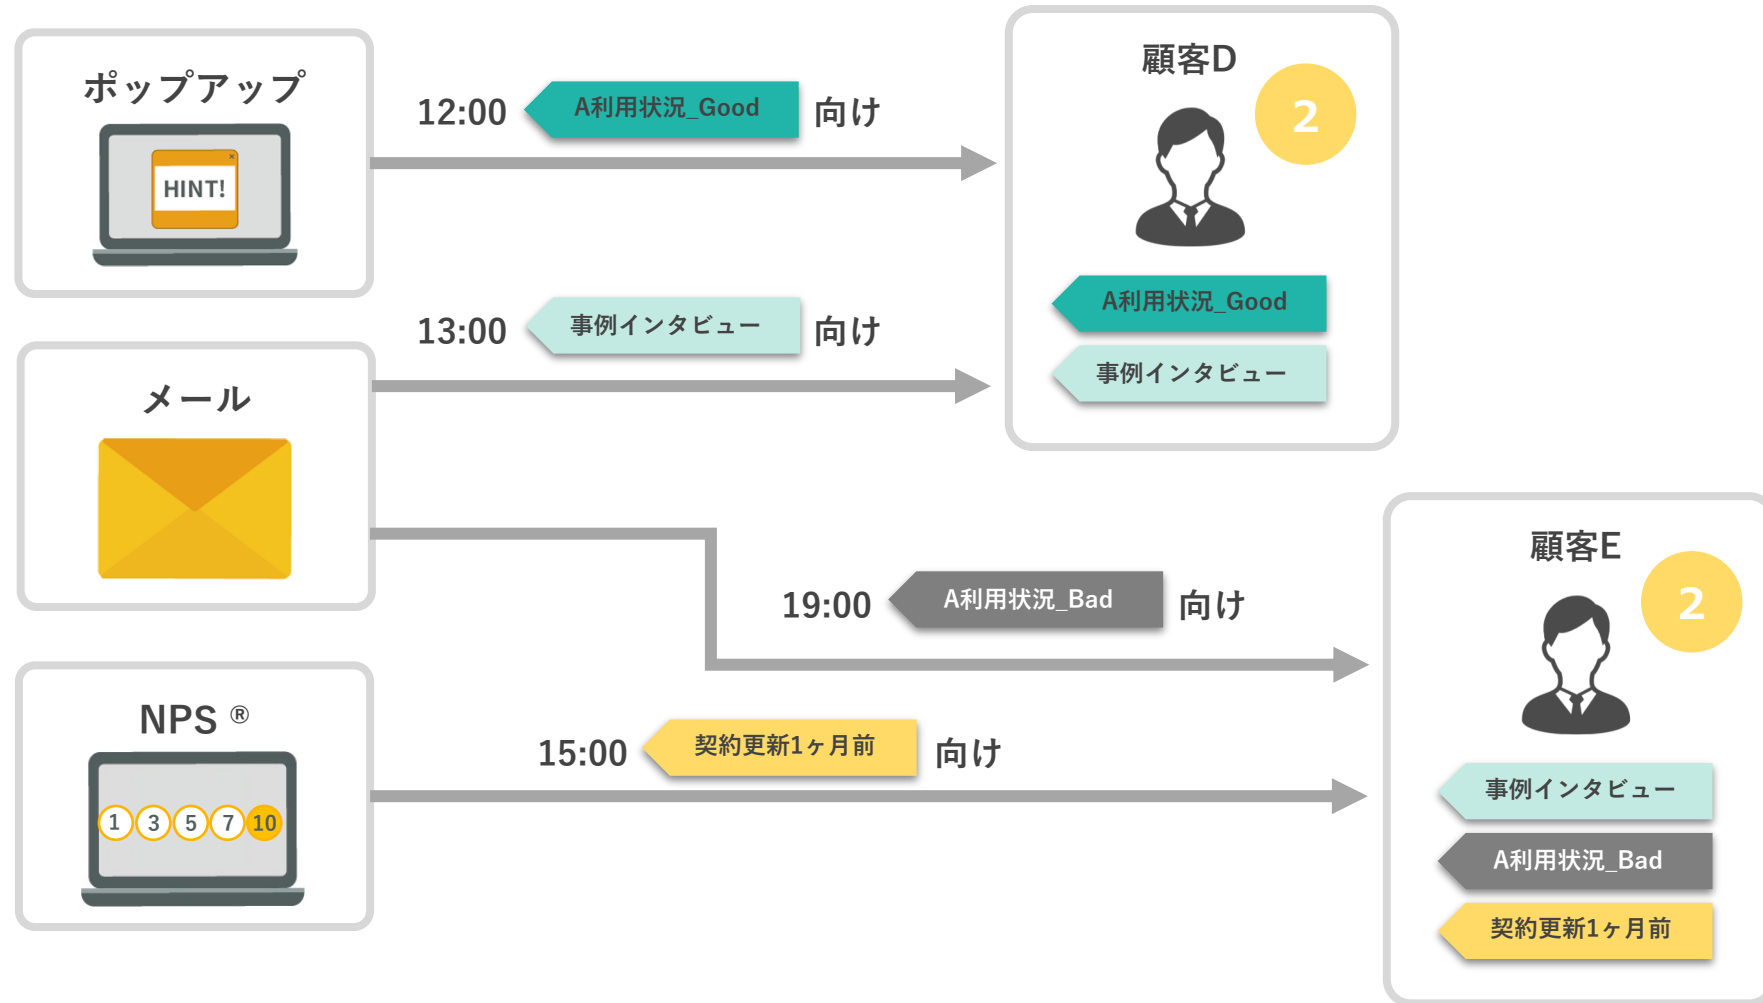 ポップアップ
HINT!
12:00 A利用状況_Good 向け
顧客D
2
A利用状況_Good
事例インタビュー
13:00 事例インタビュー 向け
メール
19:00 A利用状況_Bad 向け
顧客E
2
事例インタビュー
A利用状況_Bad
契約更新1ヶ月前
NPS ®
1 3 5 7 10
15:00 契約更新1ヶ月前 向け